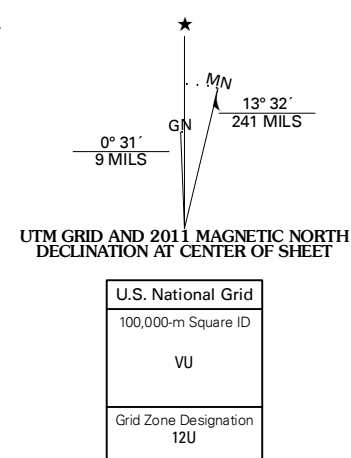 ★
MN
GN
13° 32´
241 MILS
0° 31´
9 MILS
UTM GRID AND 2011 MAGNETIC NORTH
DECLINATION AT CENTER OF SHEET
U.S. National Grid
100,000-m Square ID
VU
Grid Zone Designation
12U